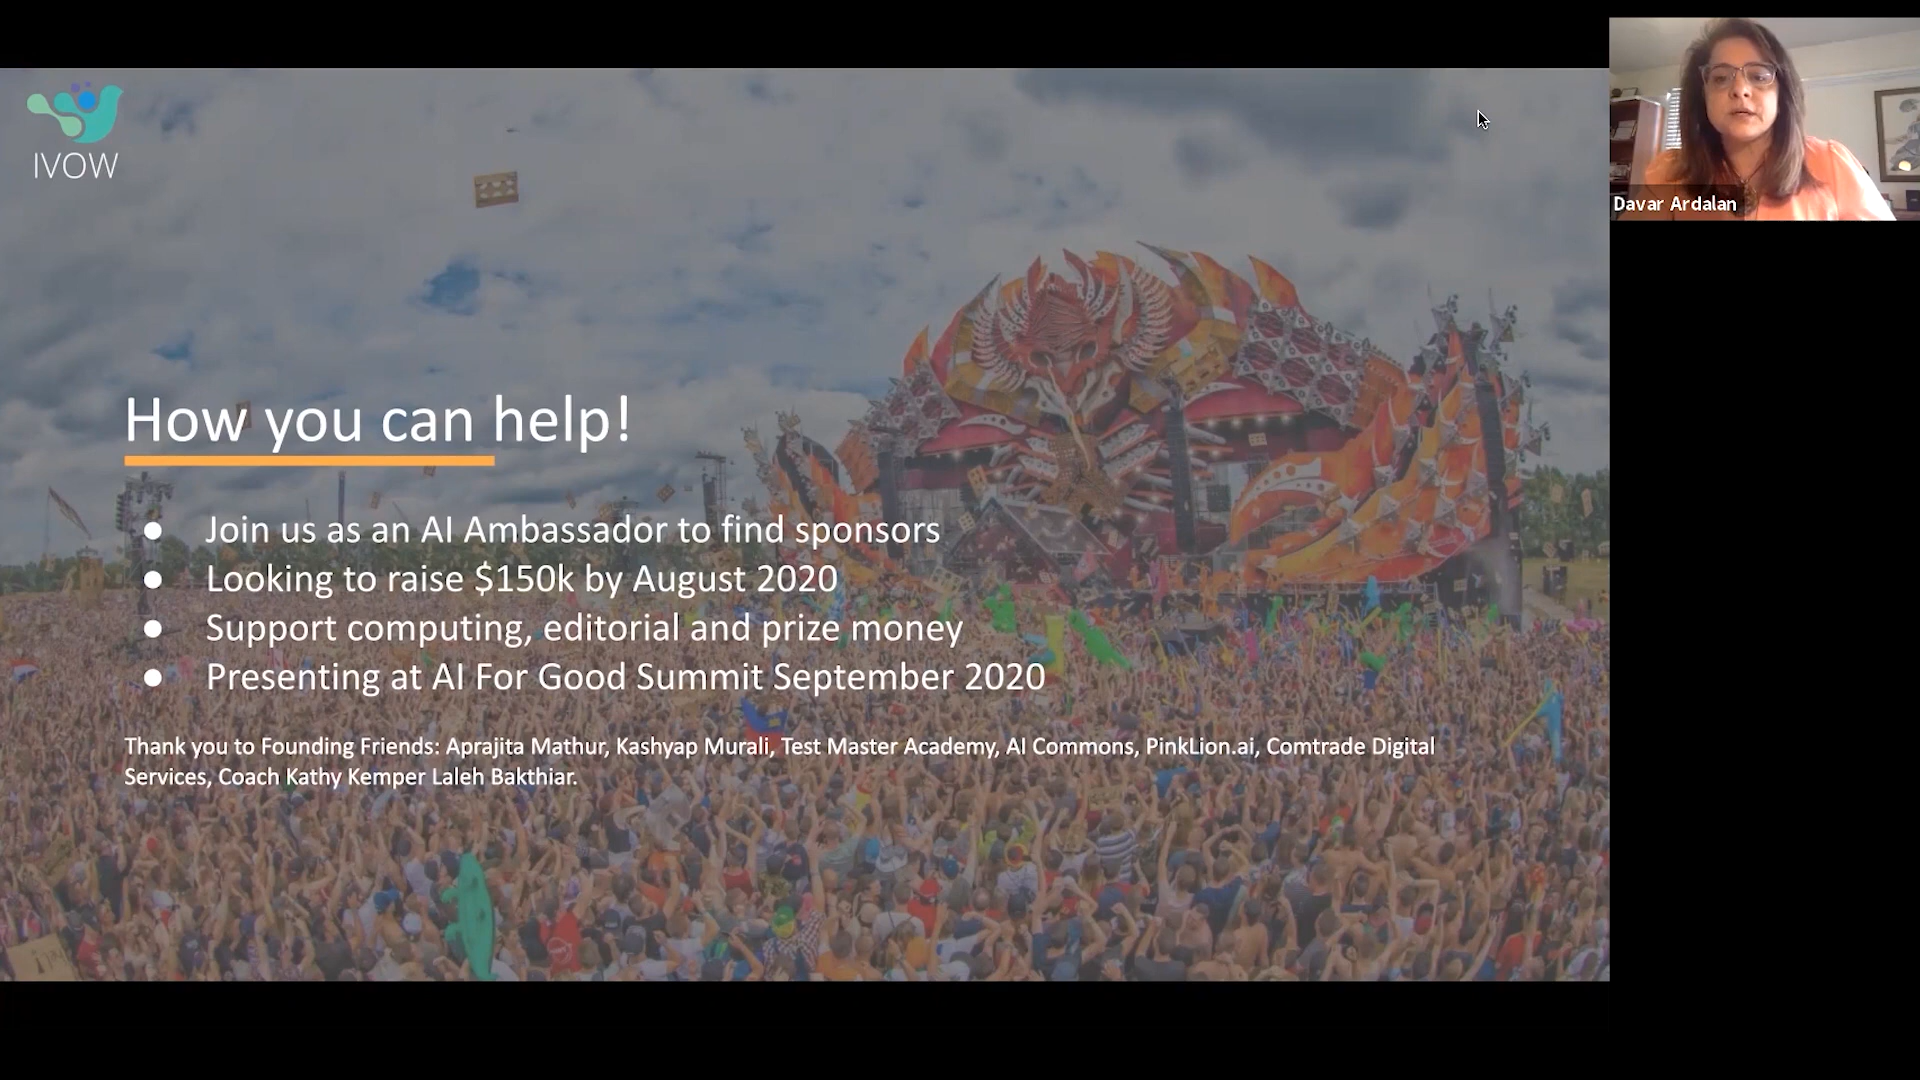 IVOW
Davar Ardalan
How you can help!
● Join us as an AI Ambassador to find sponsors
● Looking to raise $150k by August 2020
● Support computing, editorial and prize money
● Presenting at AI For Good Summit September 2020
Thank you to Founding Friends: Aprajita Mathur, Kashyap Murali, Test Master Academy, AI Commons, PinkLion.ai, Comtrade Digital
Services, Coach Kathy Kemper Laleh Bakthiar.